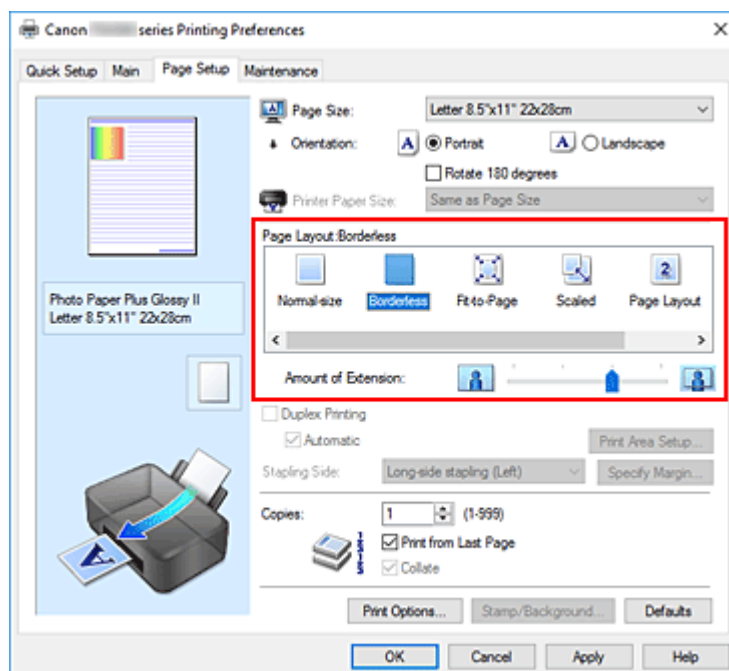 Canon series Printing Preferences
Quick Setup Main Page Setup Maintenance
Page Size: Letter 8.5"x11" 22x28cm
Orientation: A Portrait A Landscape
Rotate 180 degrees
Printer Paper Size: Same as Page Size
Page Layout:Borderless
2
Normal-size Borderless Fit-to-Page Scaled Page Layout
Photo Paper Plus Glossy II
Letter 8.5"x11" 22x28cm
Amount of Extension:
Duplex Printing
Automatic Print Area Setup...
Stapling Side: Long-side stapling (Left) Specify Margin...
Copies: 1 (1-999)
Print from Last Page
Collate
A
Print Options... Stamp/Background... Defaults
OK Cancel Apply Help